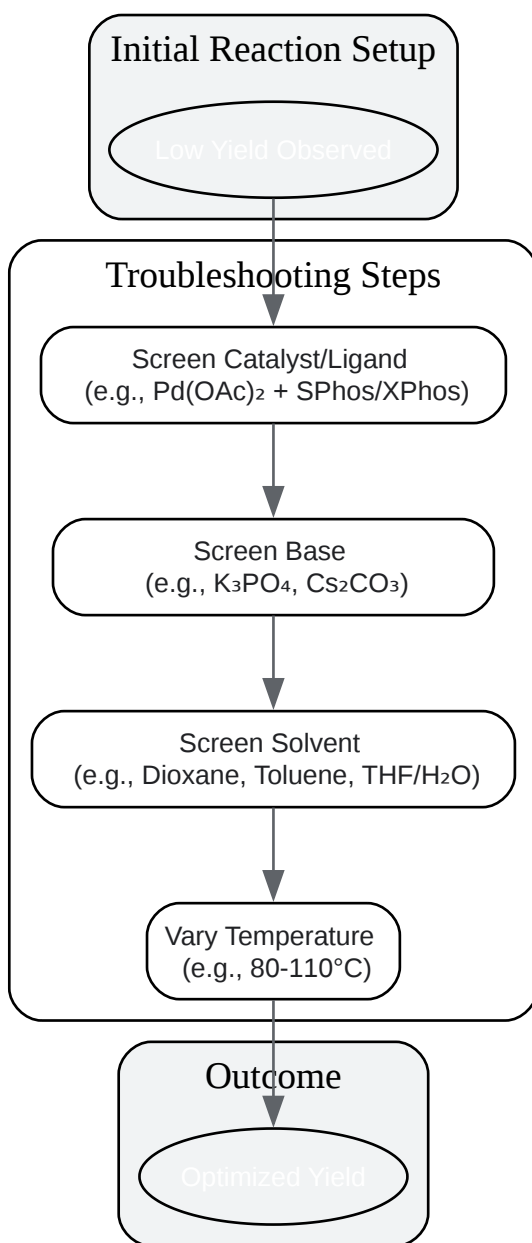 Initial Reaction Setup
Low Yield Observed
Troubleshooting Steps
Screen Catalyst/Ligand
(e.g., Pd(OAc)₂ + SPhos/XPhos)
Screen Base
(e.g., K₃PO₄, Cs₂CO₃)
Screen Solvent
(e.g., Dioxane, Toluene, THF/H₂O)
Vary Temperature
(e.g., 80-110°C)
Outcome
Optimized Yield